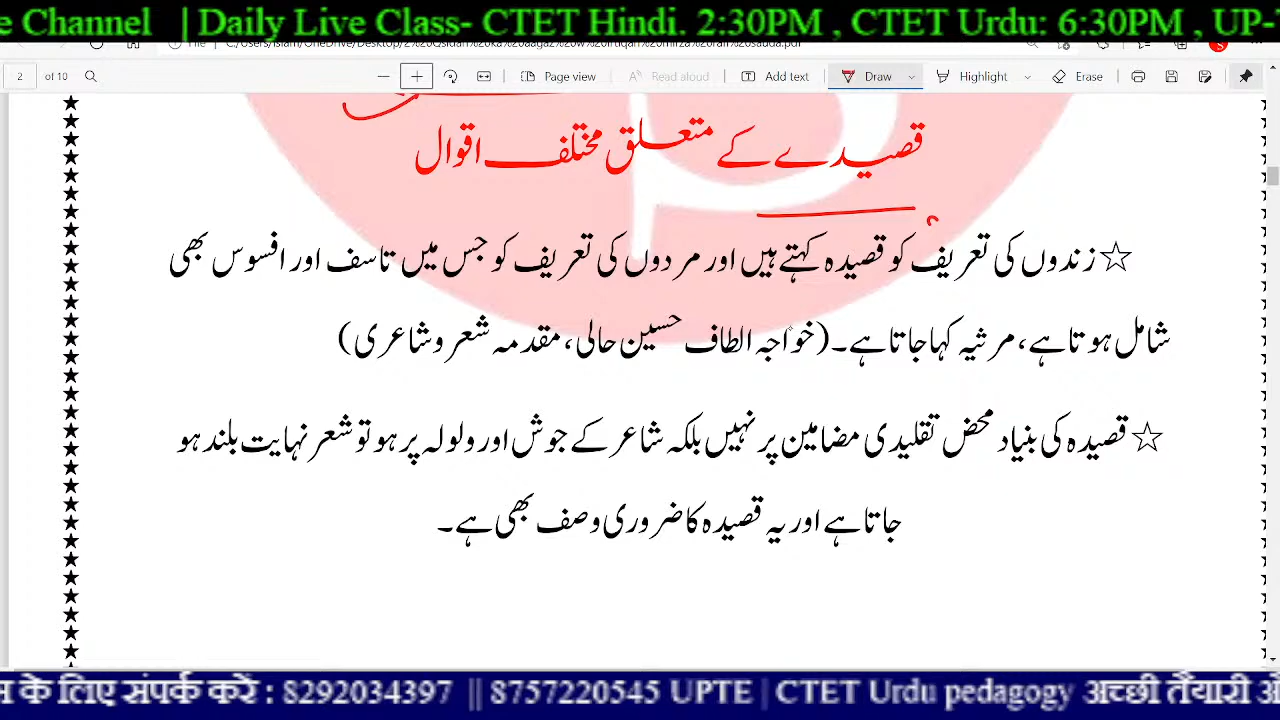 e Channel | Daily Live Class- CTET Hindi. 2:30PM , CTET Urdu: 6:30PM , UP-
2 of 10 Page view Read aloud Add text Draw Highlight Erase
قصیدے کے متعلق مختلف اقوال
☆ زندوں کی تعریف کو قصیدہ کہتے ہیں اور مردوں کی تعریف کو جس میں تاسف اور افسوس بھی
شامل ہوتا ہے، مرثیہ کہا جاتا ہے۔ (خواجہ الطاف حسین حالی، مقدمہ شعر و شاعری)
☆ قصیدہ کی بنیاد محض تقلیدی مضامین پر نہیں بلکہ شاعر کے جوش اور ولولہ پر ہو تو شعر نہایت بلند ہو
جاتا ہے اور یہ قصیدہ کا ضروری وصف بھی ہے۔
के लिए संपर्क करें : 8292034397 || 8757220545 UPTE | CTET Urdu pedagogy अच्छी तैयारी